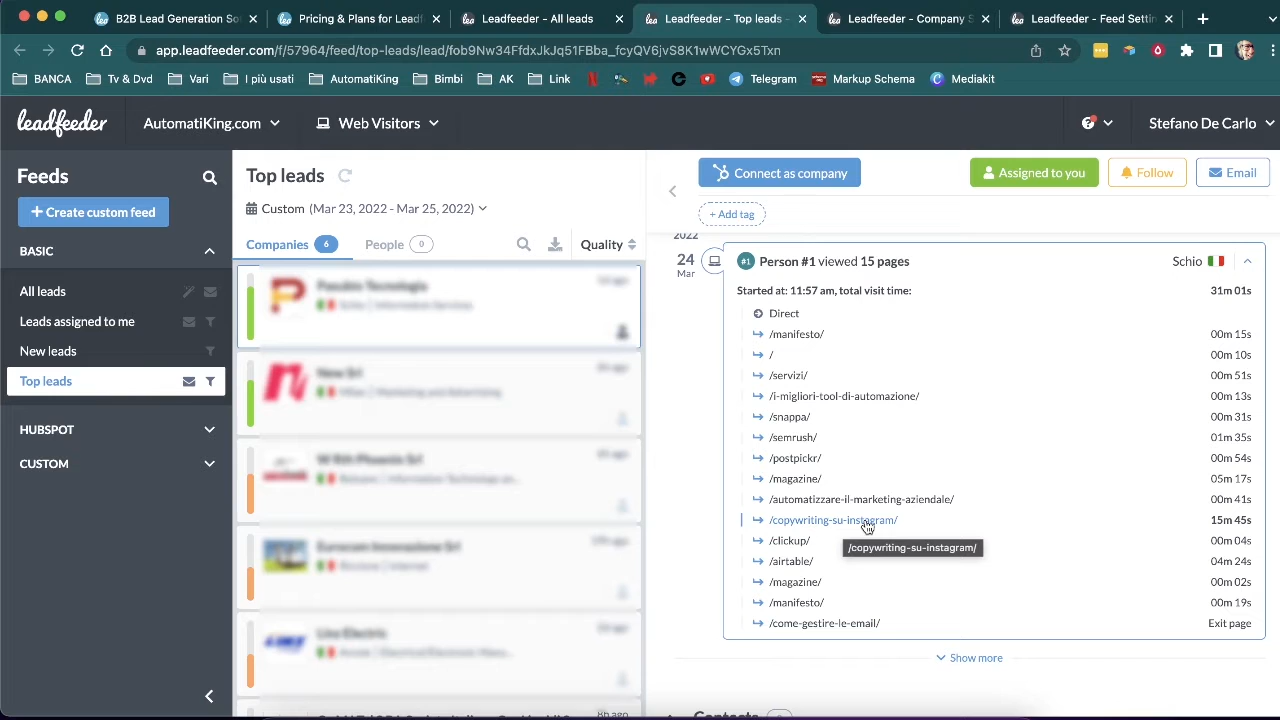 B2B Lead Generation So
Pricing & Plans for Leadf
Leadfeeder - All leads
Leadfeeder - Top leads -
Leadfeeder - Company S
Leadfeeder - Feed Settin
app.leadfeeder.com/f/57964/feed/top-leads/lead/fob9Nw34FfdxJkJq51FBba_fcyQV6jvS8K1wWCYGx5Txn
BANCA
Tv & Dvd
Vari
I più usati
AutomatiKing
Bimbi
AK
Link
Telegram
Markup Schema
Mediakit
leadfeeder
AutomatiKing.com
Web Visitors
Stefano De Carlo
Feeds
+ Create custom feed
BASIC
All leads
Leads assigned to me
New leads
Top leads
HUBSPOT
CUSTOM
Top leads
Custom (Mar 23, 2022 - Mar 25, 2022)
Companies 6
People 0
Quality
Connect as company
Assigned to you
Follow
Email
+ Add tag
2022
24
Mar
#1 Person #1 viewed 15 pages
Schio
Started at: 11:57 am, total visit time: 31m 01s
Direct
/manifesto/ 00m 15s
/ 00m 10s
/servizi/ 00m 51s
/i-migliori-tool-di-automazione/ 00m 13s
/snappa/ 00m 31s
/semrush/ 01m 35s
/postpickr/ 00m 54s
/magazine/ 05m 17s
/automatizzare-il-marketing-aziendale/ 00m 41s
/copywriting-su-instagram/ 15m 45s
/clickup/ 00m 04s
/copywriting-su-instagram/
/airtable/ 04m 24s
/magazine/ 00m 02s
/manifesto/ 00m 19s
/come-gestire-le-email/ Exit page
Show more
Contacts